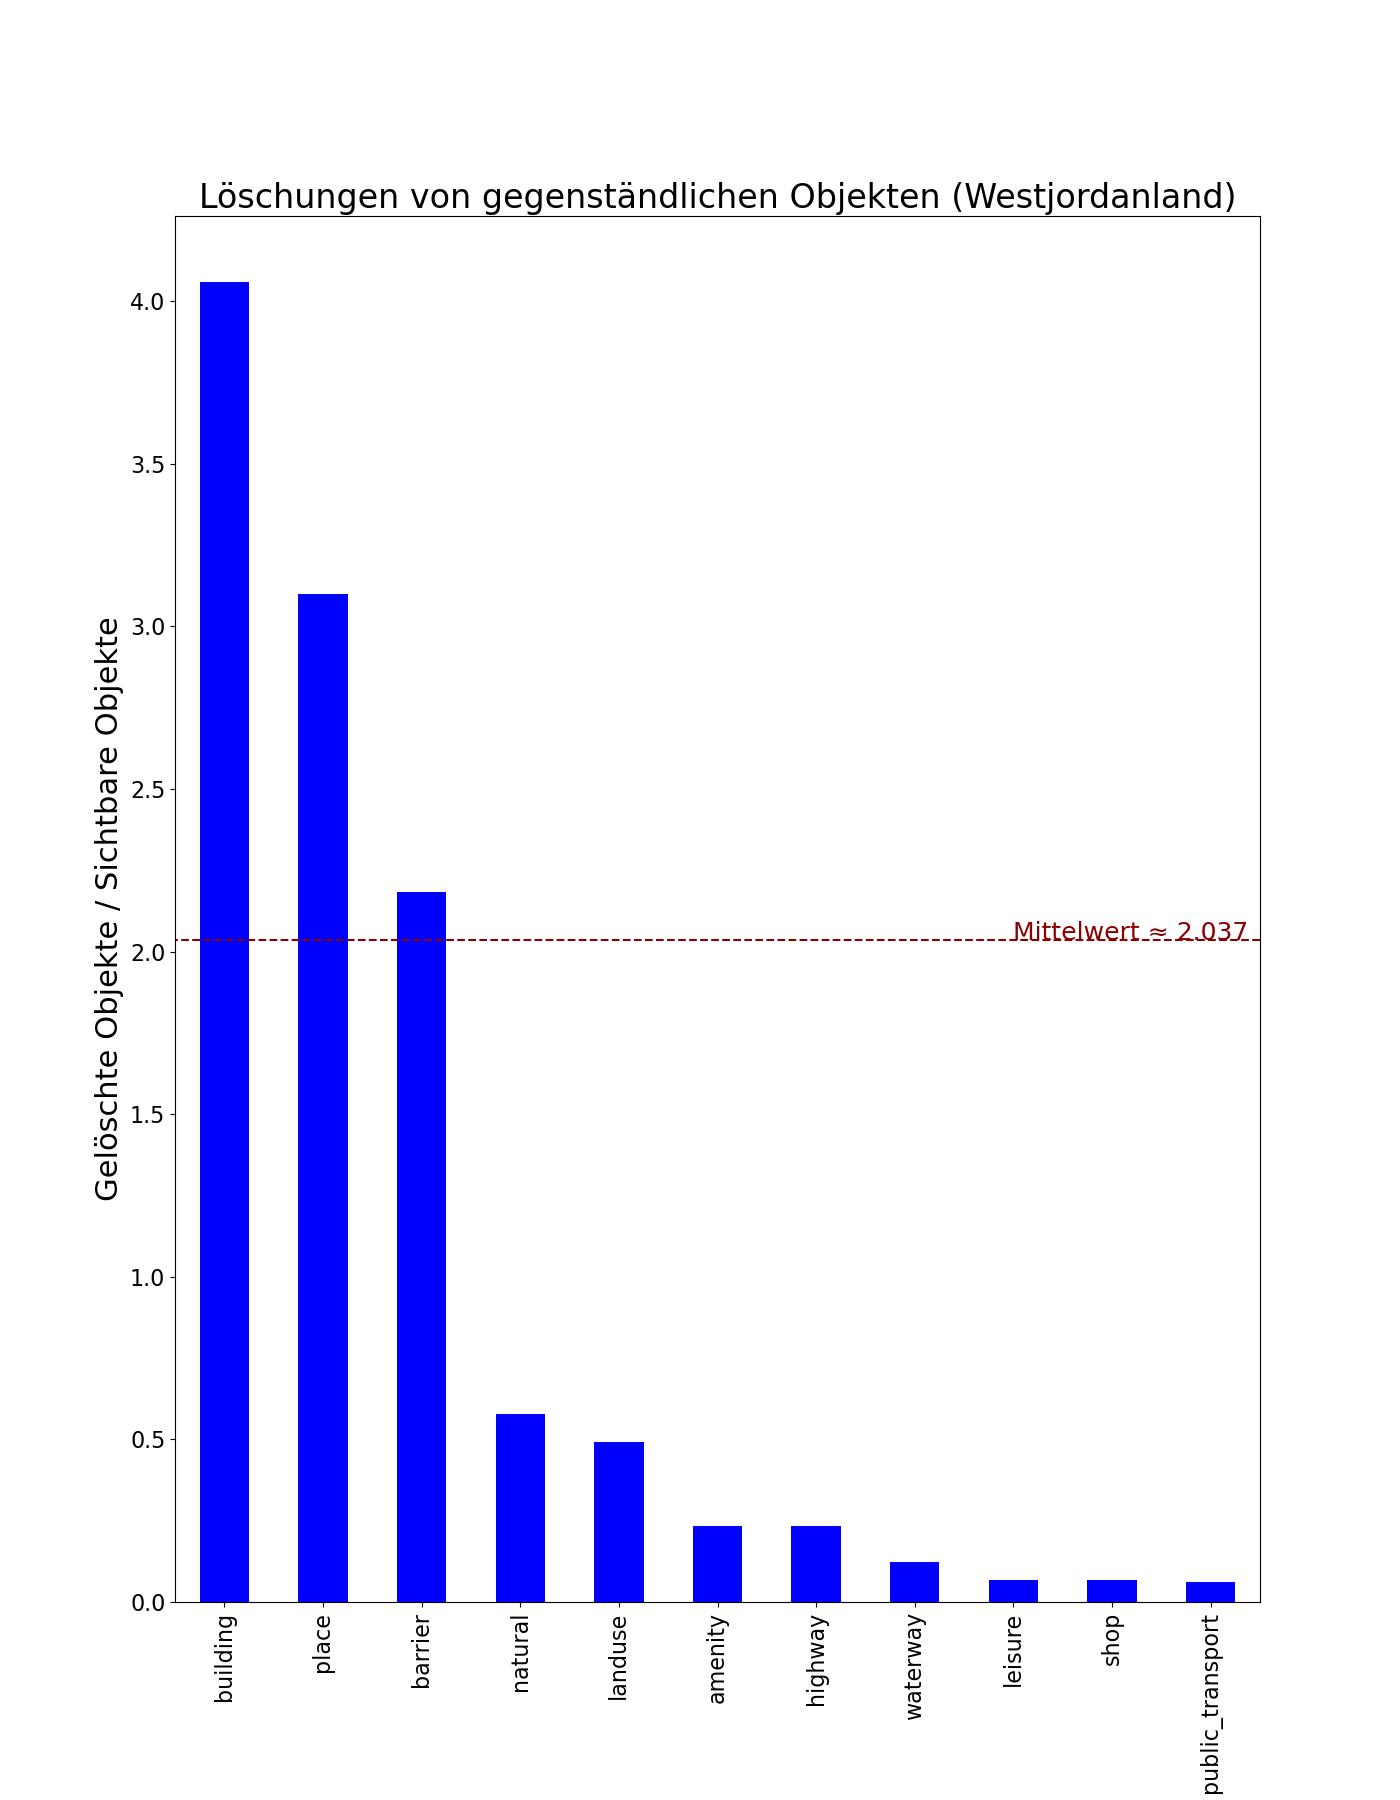 Löschungen von gegenständlichen Objekten (Westjordanland)
Gelöschte Objekte / Sichtbare Objekte
4.0
3.5
3.0
2.5
2.0
1.5
1.0
0.5
0.0
Mittelwert ≈ 2.037
building
place
barrier
natural
landuse
amenity
highway
waterway
leisure
shop
public_transport